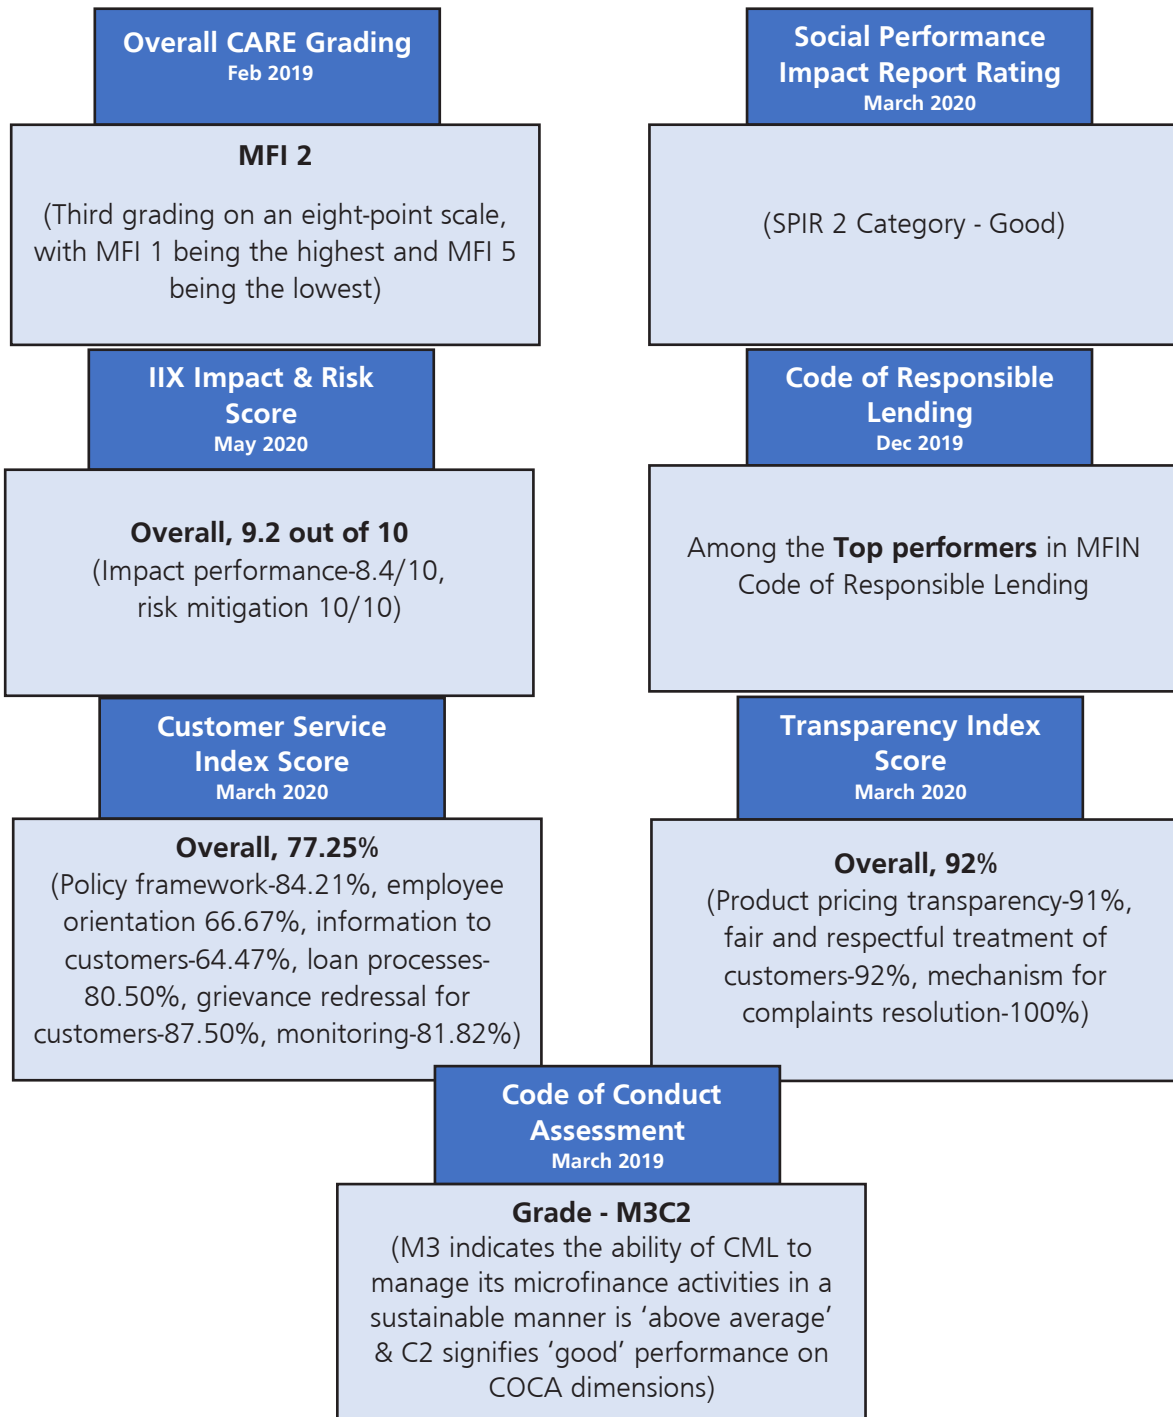 Overall CARE Grading
Feb 2019
MFI 2
(Third grading on an eight-point scale,
with MFI 1 being the highest and MFI 5
being the lowest)
Social Performance
Impact Report Rating
March 2020
(SPIR 2 Category - Good)
IIX Impact & Risk
Score
May 2020
Overall, 9.2 out of 10
(Impact performance-8.4/10,
risk mitigation 10/10)
Code of Responsible
Lending
Dec 2019
Among the Top performers in MFIN
Code of Responsible Lending
Customer Service
Index Score
March 2020
Overall, 77.25%
(Policy framework-84.21%, employee
orientation 66.67%, information to
customers-64.47%, loan processes-
80.50%, grievance redressal for
customers-87.50%, monitoring-81.82%)
Transparency Index
Score
March 2020
Overall, 92%
(Product pricing transparency-91%,
fair and respectful treatment of
customers-92%, mechanism for
complaints resolution-100%)
Code of Conduct
Assessment
March 2019
Grade - M3C2
(M3 indicates the ability of CML to
manage its microfinance activities in a
sustainable manner is ‘above average’
& C2 signifies ‘good’ performance on
COCA dimensions)